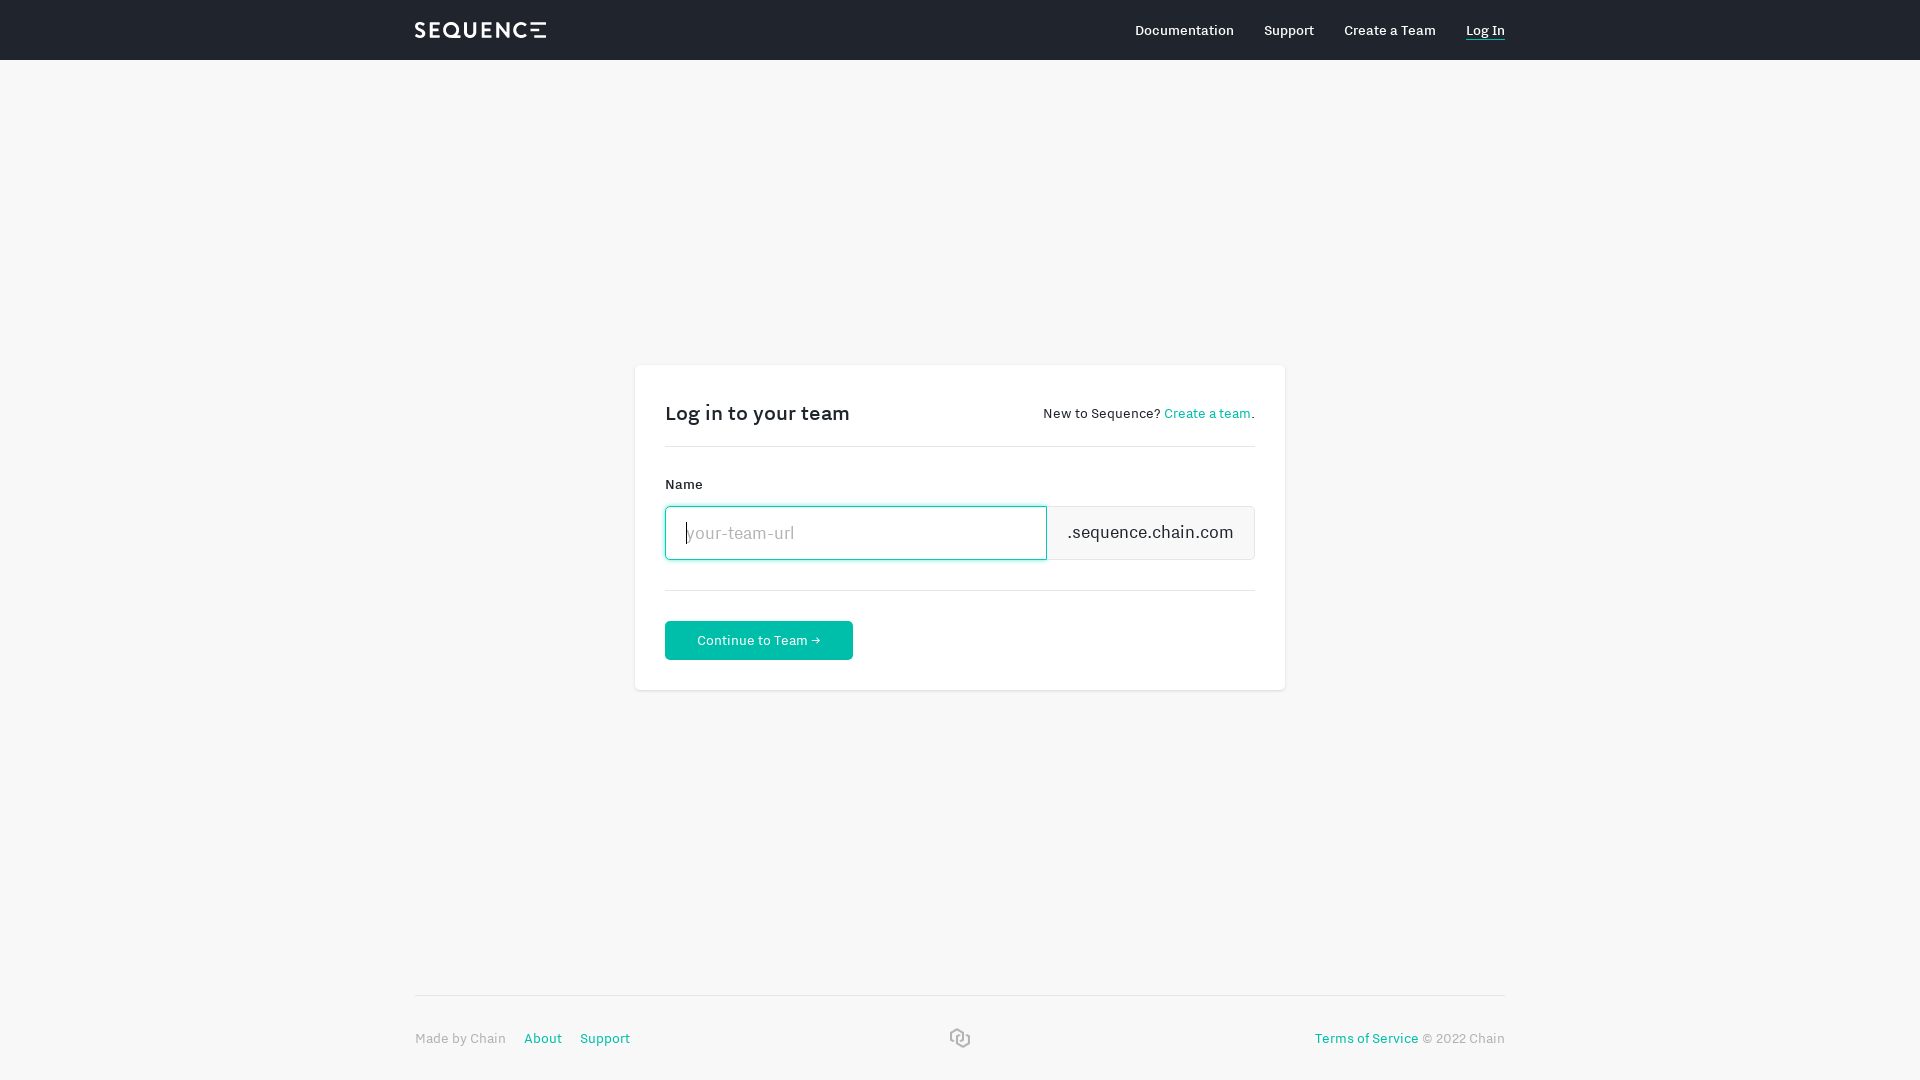 SEQUENCE
Documentation
Support
Create a Team
Log In
Log in to your team
New to Sequence? Create a team.
Name
your-team-url
.sequence.chain.com
Continue to Team →
Made by Chain
About
Support
Terms of Service © 2022 Chain